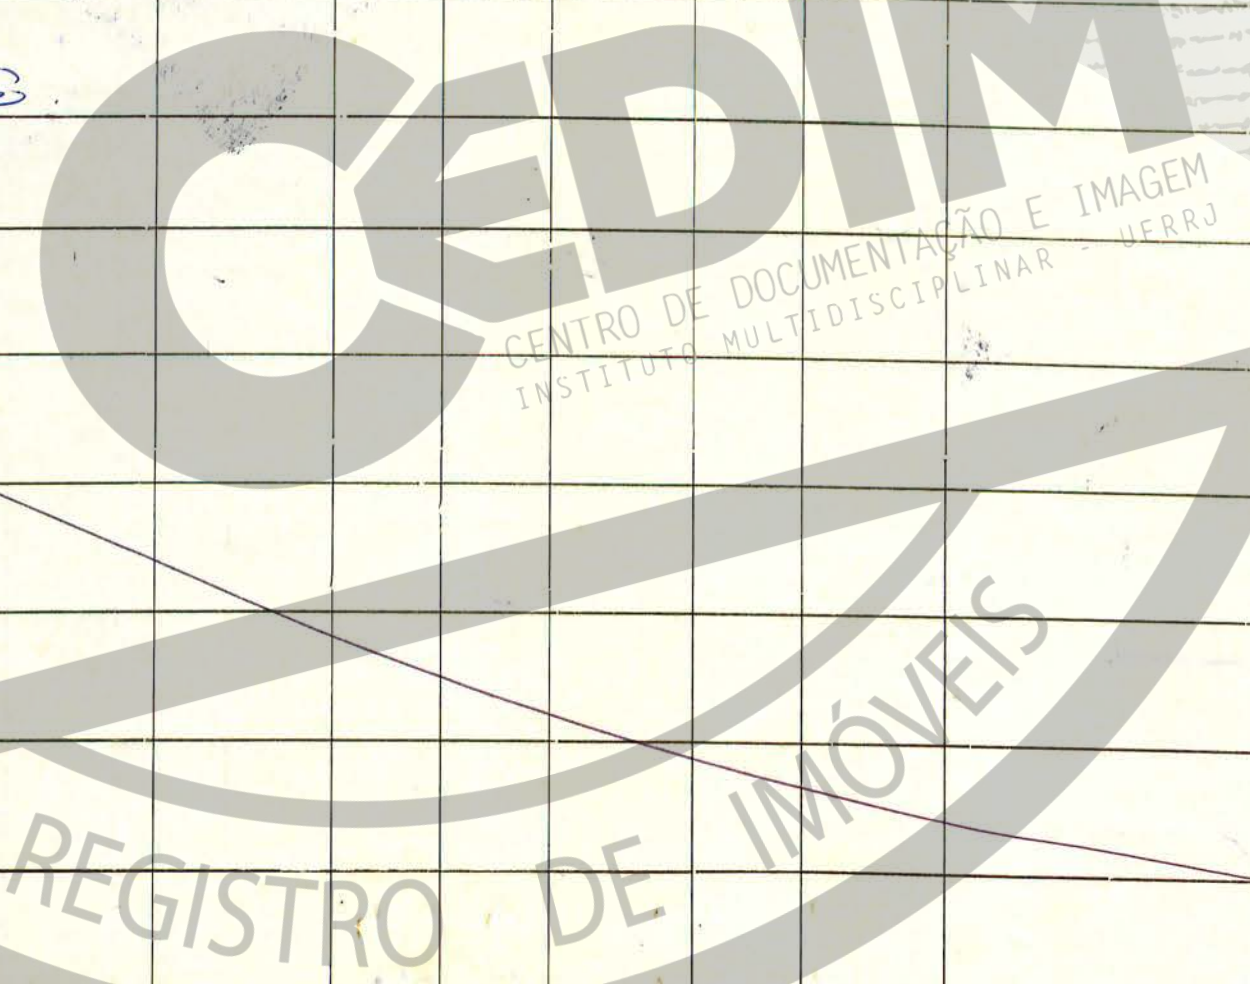 CEDIM
CENTRO DE DOCUMENTAÇÃO E IMAGEM
INSTITUTO MULTIDISCIPLINAR - UFRRJ
REGISTRO DE IMÓVEIS